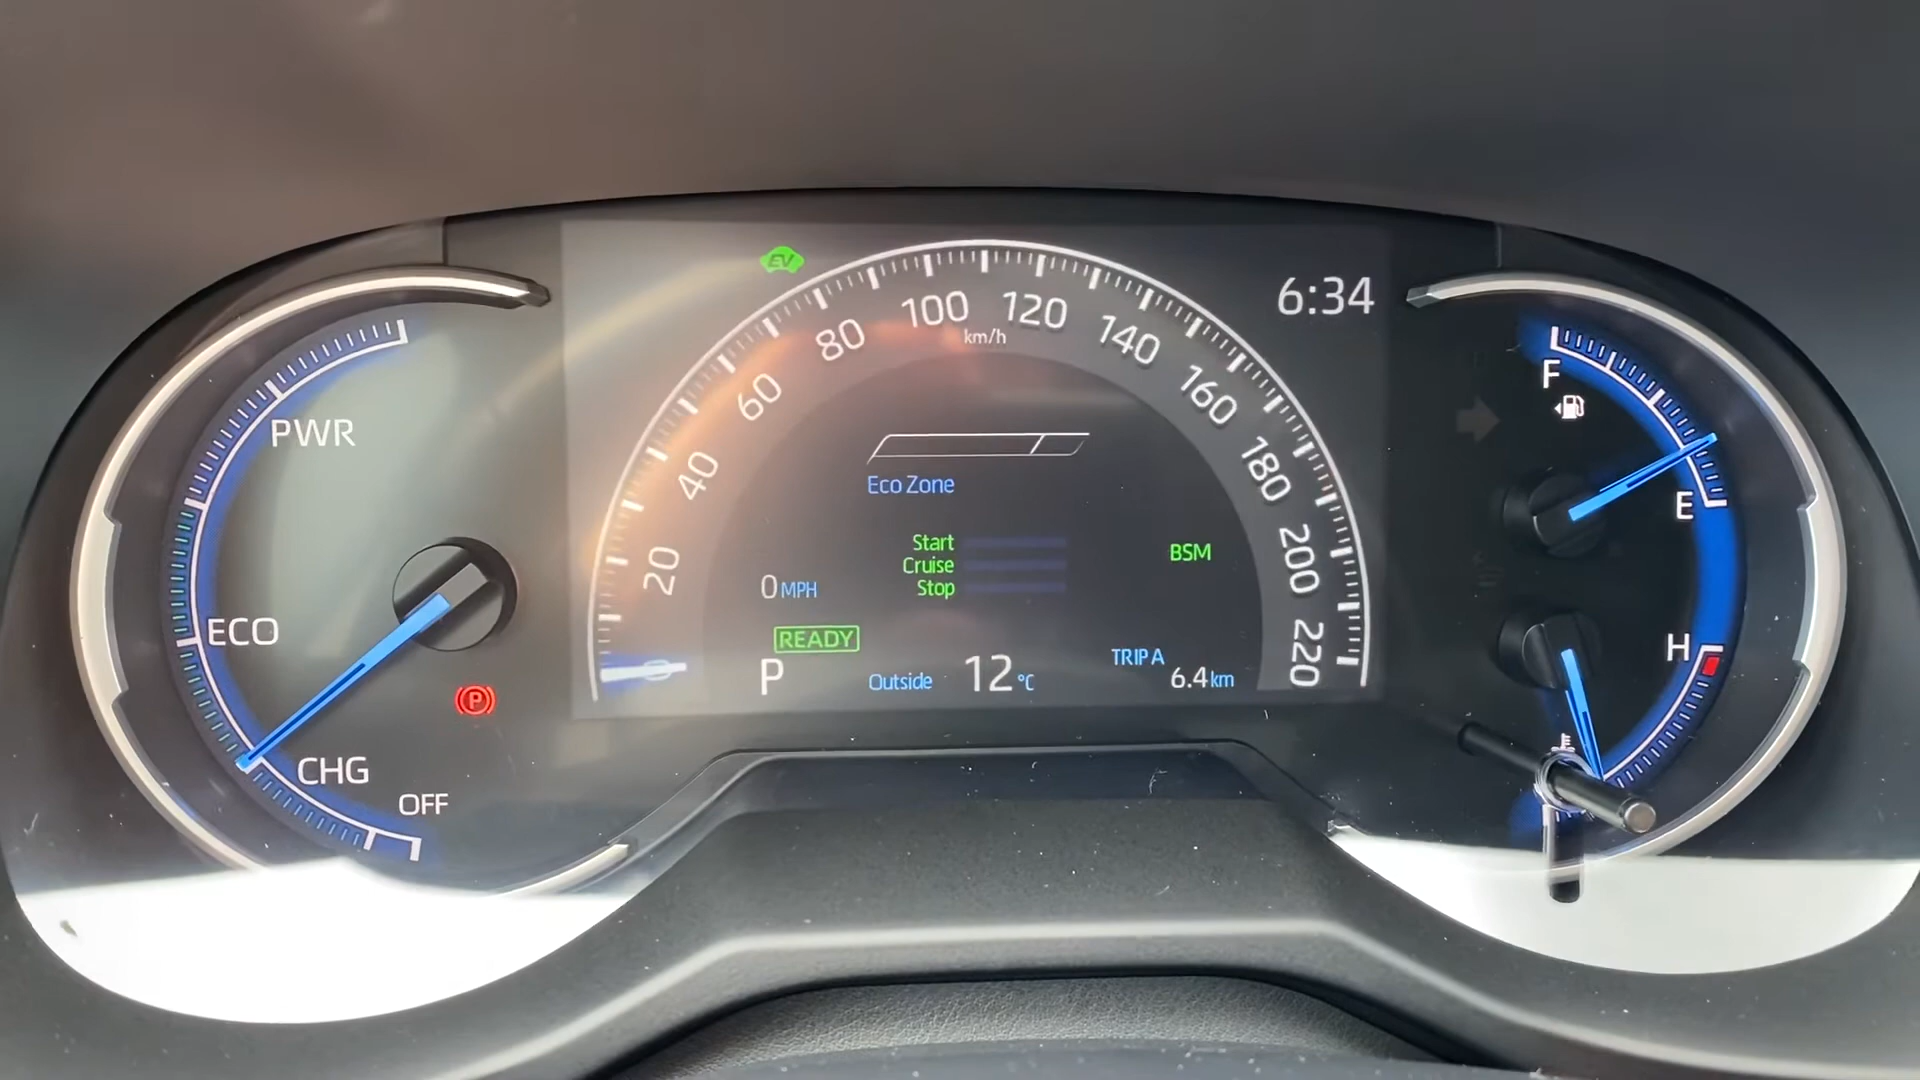 EV
6:34
PWR
ECO
CHG
OFF
P
20
40
60
80
100
120
140
160
180
200
220
km/h
Eco Zone
Start
Cruise
Stop
BSM
0 MPH
READY
P
Outside 12 °C
TRIP A
6.4 km
F
E
H